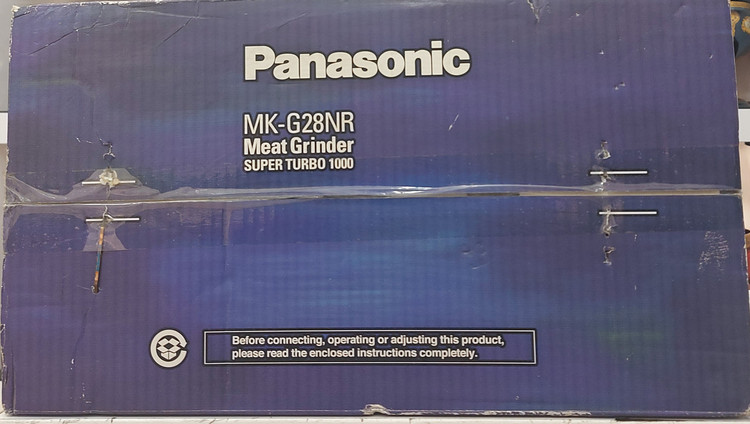 Panasonic
MK-G28NR
Meat Grinder
SUPER TURBO 1000
Before connecting, operating or adjusting this product,
please read the enclosed instructions completely.